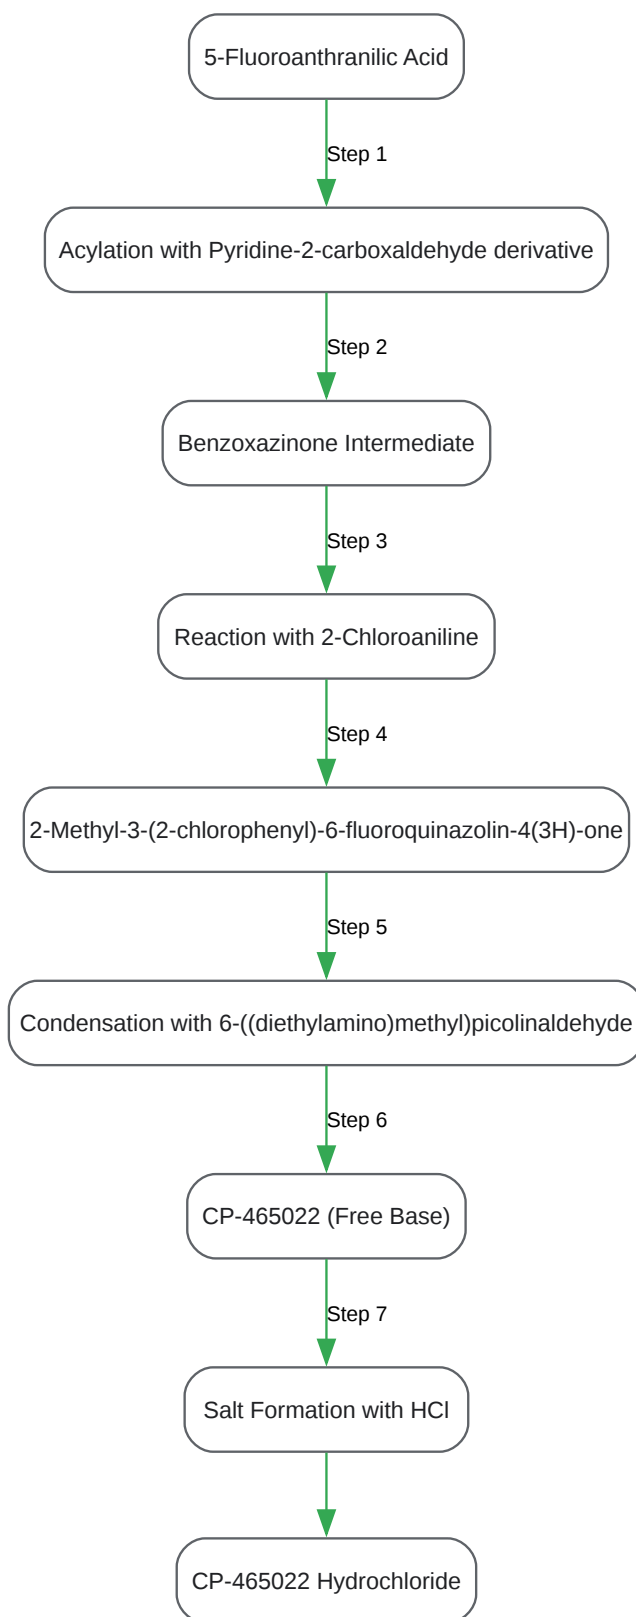 5-Fluoroanthranilic Acid
Step 1
Acylation with Pyridine-2-carboxaldehyde derivative
Step 2
Benzoxazinone Intermediate
Step 3
Reaction with 2-Chloroaniline
Step 4
2-Methyl-3-(2-chlorophenyl)-6-fluoroquinazolin-4(3H)-one
Step 5
Condensation with 6-((diethylamino)methyl)picolinaldehyde
Step 6
CP-465022 (Free Base)
Step 7
Salt Formation with HCl
CP-465022 Hydrochloride